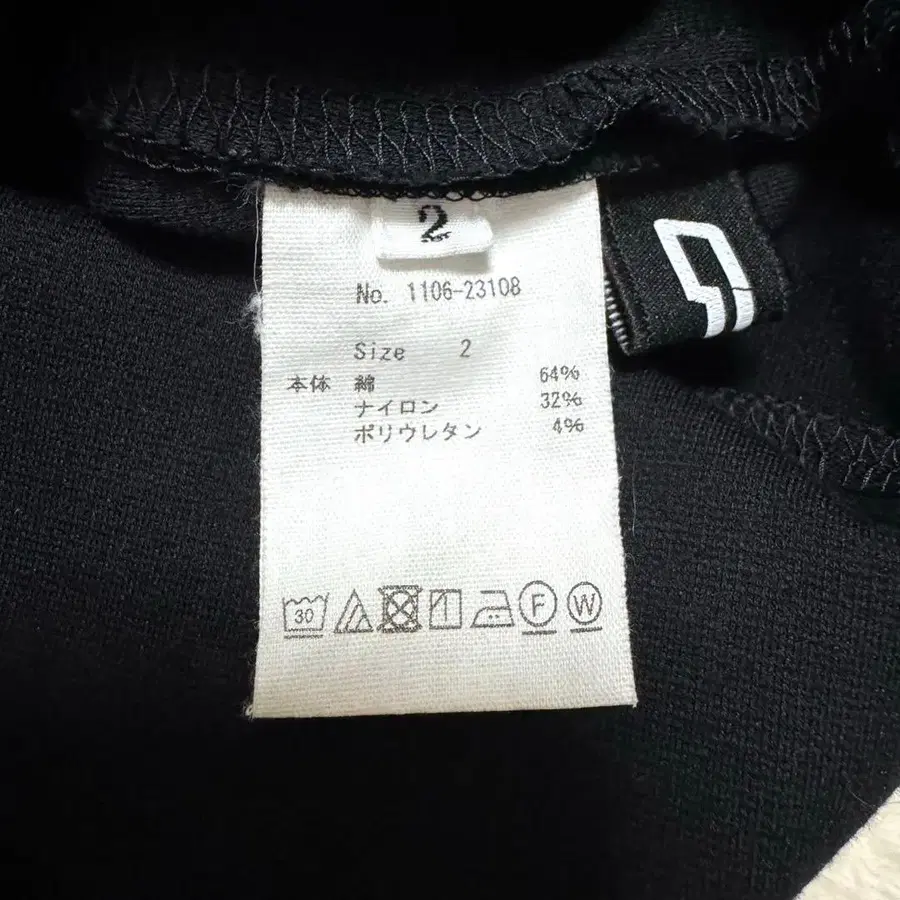 2
No. 1106-23108
Size 2
本体 綿 64%
ナイロン 32%
ポリウレタン 4%
30 F W